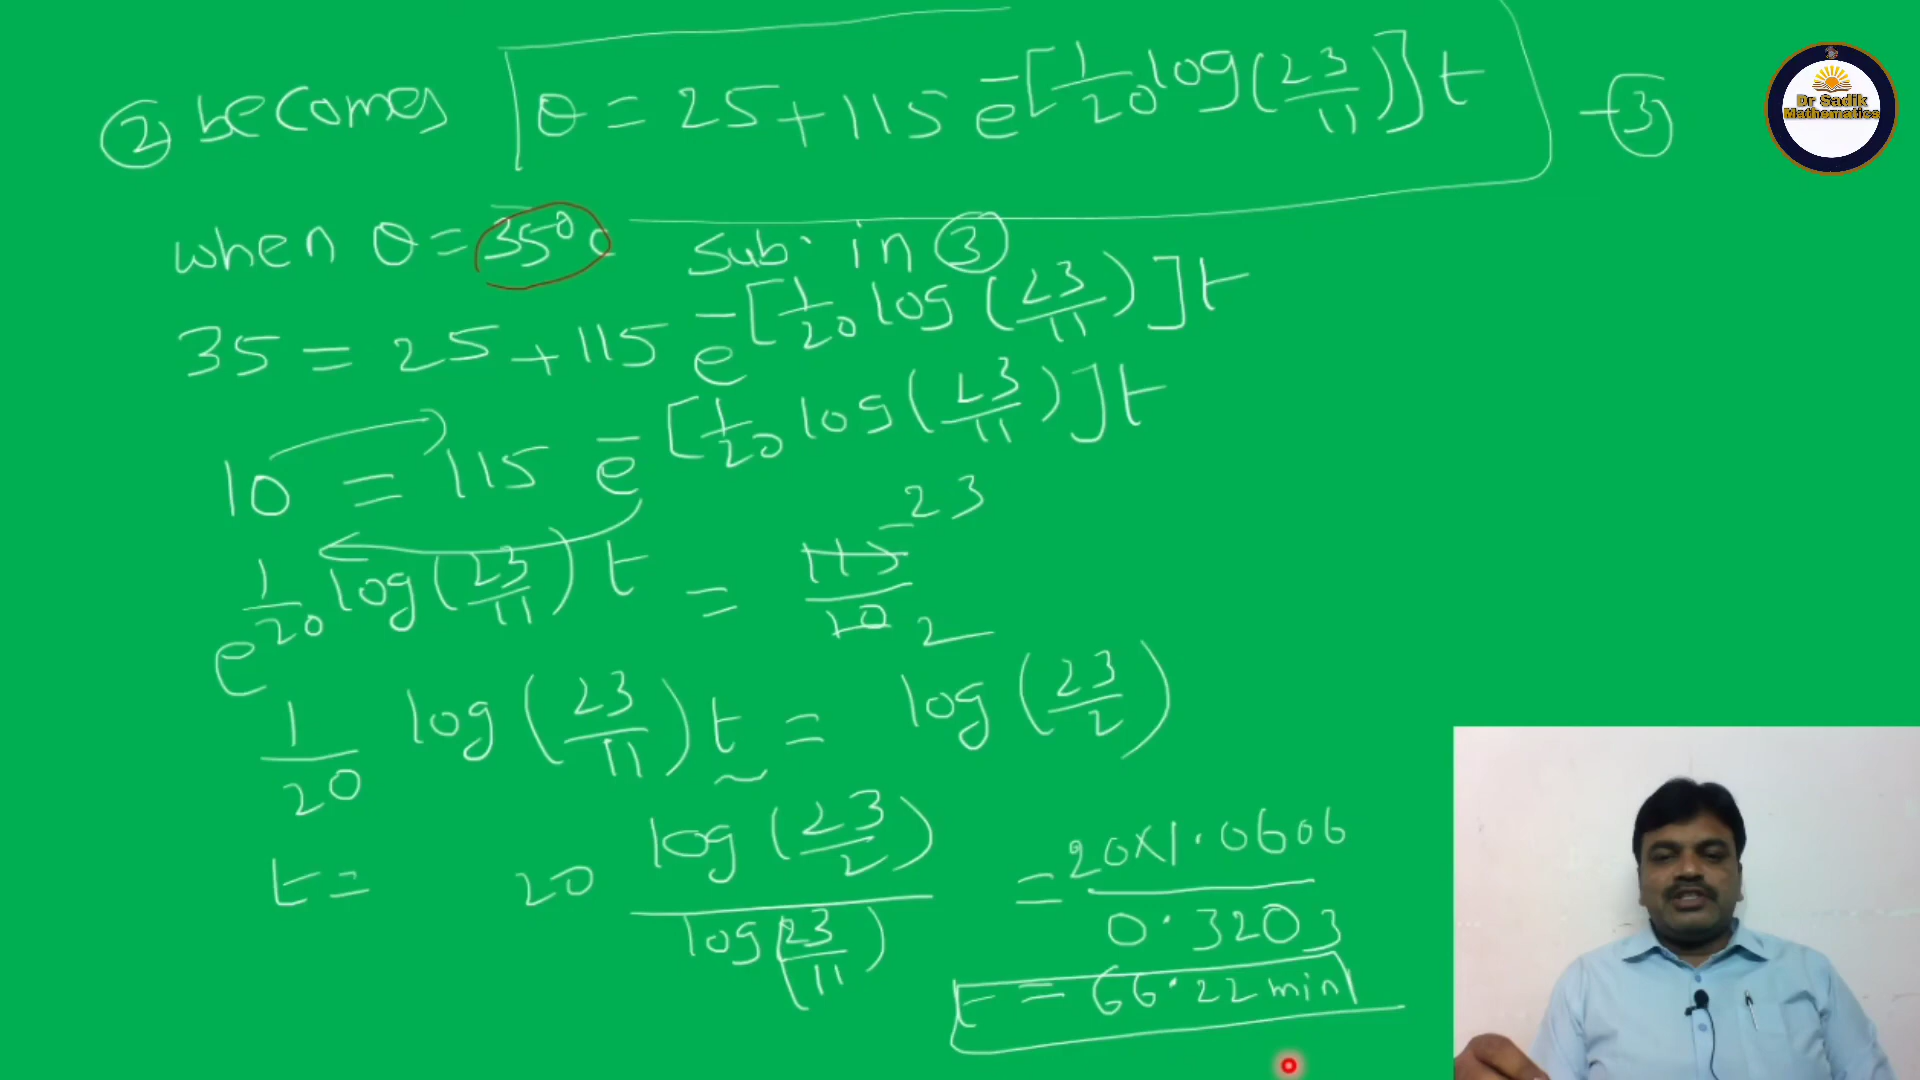 ② becomes θ = 25 + 115 e^-[1/20 log(23/11)]t - ③
Dr Sadik
Mathematics
when θ = 35⁰c sub. in ③
35 = 25 + 115 e^-[1/20 log(23/11)]t
10 = 115 e^-[1/20 log(23/11)]t
e^1/20 log(23/11)t = 115/10 23/2
1/20 log(23/11)t = log(23/2)
t = 20 log(23/2)/log(23/11) = 20×1.0606/0.3203
t = 66.22 min